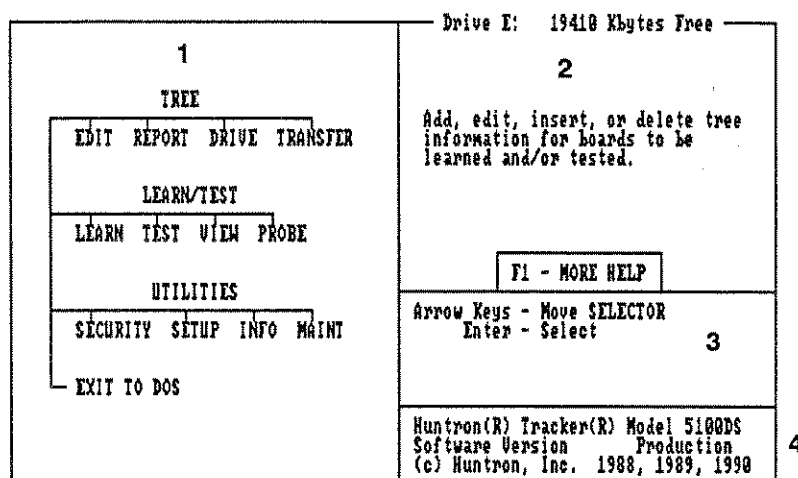 1
TREE
EDIT REPORT DRIVE TRANSFER
LEARN/TEST
LEARN TEST VIEW PROBE
UTILITIES
SECURITY SETUP INFO MAINT
EXIT TO DOS
Drive E: 19410 Kbytes Free
2
Add, edit, insert, or delete tree
information for boards to be
learned and/or tested.
F1 - MORE HELP
Arrow Keys - Move SELECTOR
Enter - Select
3
Huntron(R) Tracker(R) Model 5100DS
Software Version Production
(c) Huntron, Inc. 1988, 1989, 1990
4